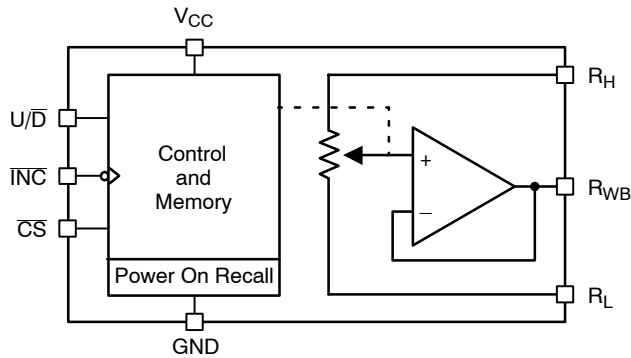 V_CC
U/D̅
I̅N̅C̅
C̅S̅
Control
and
Memory
Power On Recall
GND
+
−
R_H
R_WB
R_L